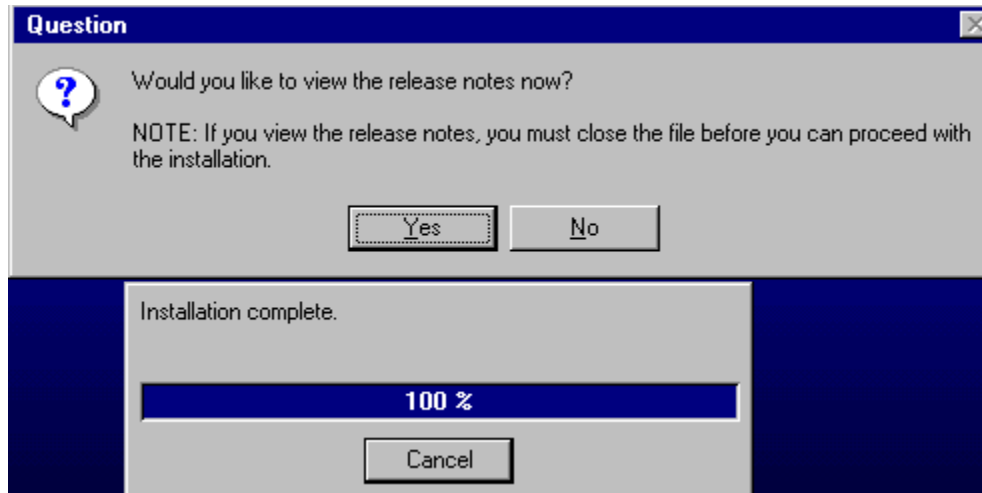 Question
Would you like to view the release notes now?
NOTE: If you view the release notes, you must close the file before you can proceed with
the installation.
Yes
No
Installation complete.
100 %
Cancel